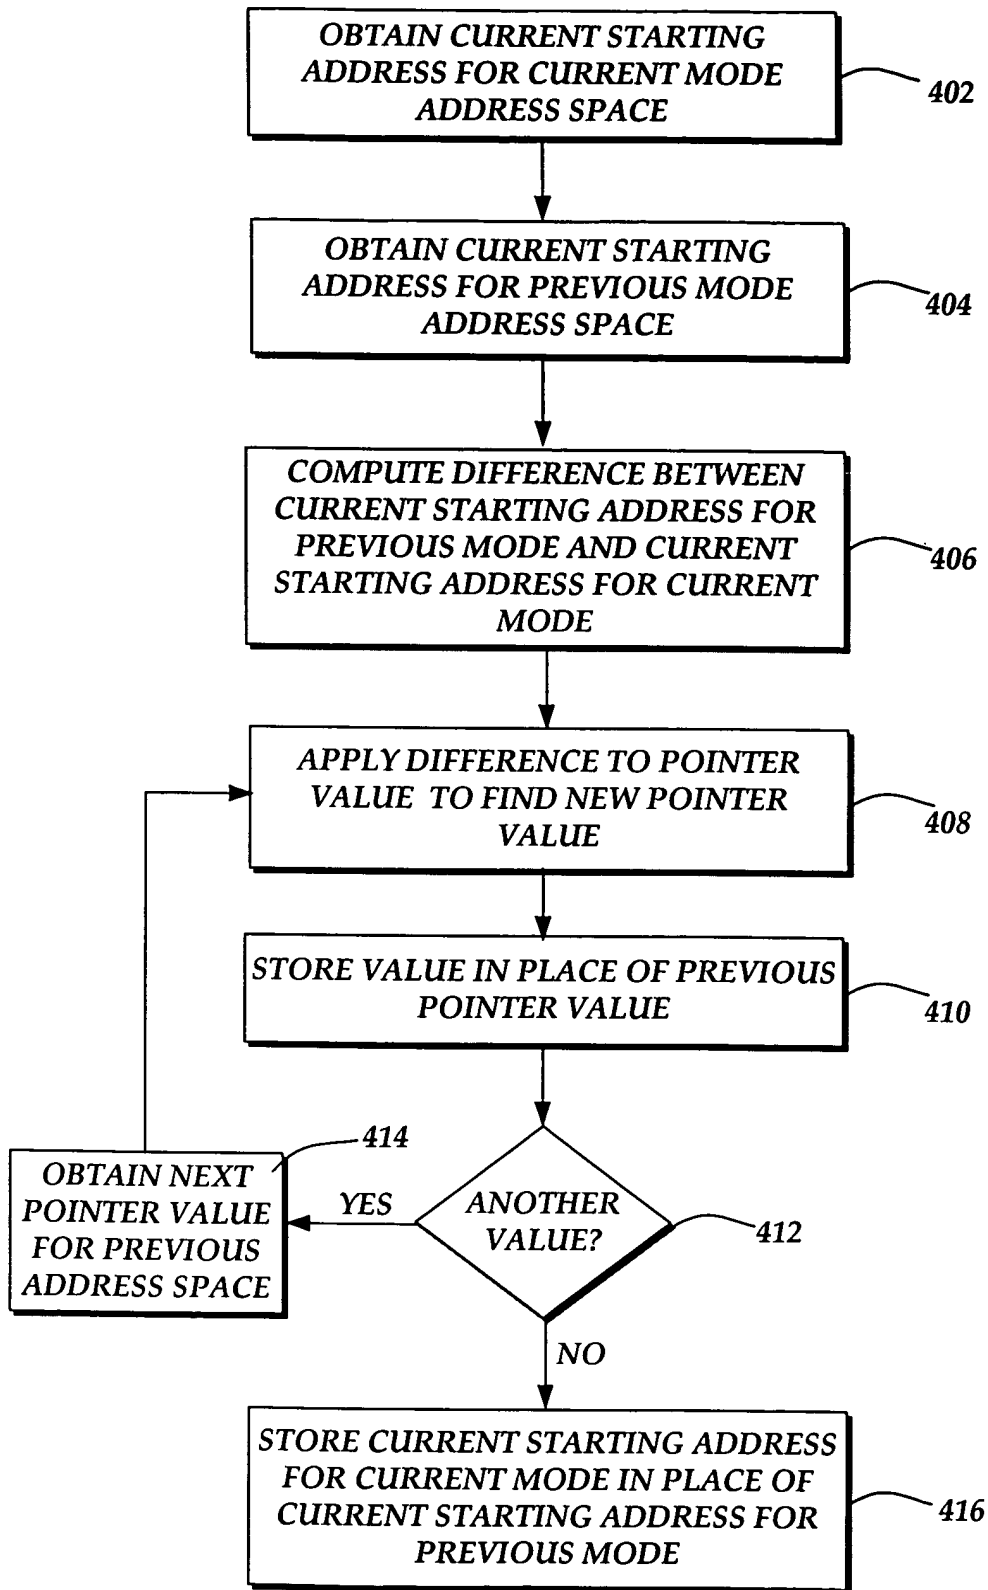 OBTAIN CURRENT STARTING
ADDRESS FOR CURRENT MODE
ADDRESS SPACE
402
OBTAIN CURRENT STARTING
ADDRESS FOR PREVIOUS MODE
ADDRESS SPACE
404
COMPUTE DIFFERENCE BETWEEN
CURRENT STARTING ADDRESS FOR
PREVIOUS MODE AND CURRENT
STARTING ADDRESS FOR CURRENT
MODE
406
APPLY DIFFERENCE TO POINTER
VALUE TO FIND NEW POINTER
VALUE
408
STORE VALUE IN PLACE OF PREVIOUS
POINTER VALUE
410
414
OBTAIN NEXT
POINTER VALUE
FOR PREVIOUS
ADDRESS SPACE
YES
ANOTHER
VALUE?
412
NO
STORE CURRENT STARTING ADDRESS
FOR CURRENT MODE IN PLACE OF
CURRENT STARTING ADDRESS FOR
PREVIOUS MODE
416